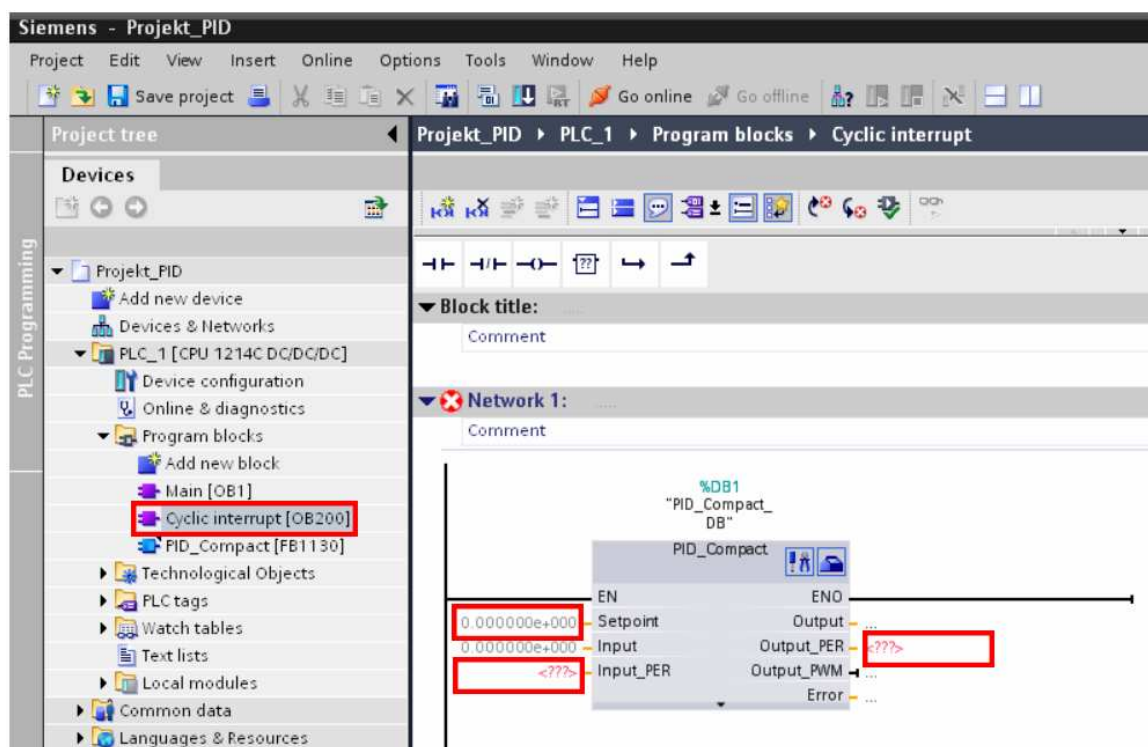 Siemens - Projekt_PID
Project Edit View Insert Online Options Tools Window Help
Save project Go online Go offline
Project tree
Projekt_PID PLC_1 Program blocks Cyclic interrupt
Devices
PLC Programming
Projekt_PID
Add new device
Devices & Networks
PLC_1 [CPU 1214C DC/DC/DC]
Device configuration
Online & diagnostics
Program blocks
Add new block
Main [OB1]
Cyclic interrupt [OB200]
PID_Compact [FB1130]
Technological Objects
PLC tags
Watch tables
Text lists
Local modules
Common data
Languages & Resources
??
Block title: .....
Comment
Network 1: .....
Comment
%DB1
"PID_Compact_
DB"
PID_Compact
EN ENO
0.000000e+000 Setpoint Output ...
0.000000e+000 Input Output_PER <???>
<???> Input_PER Output_PWM ...
Error ...